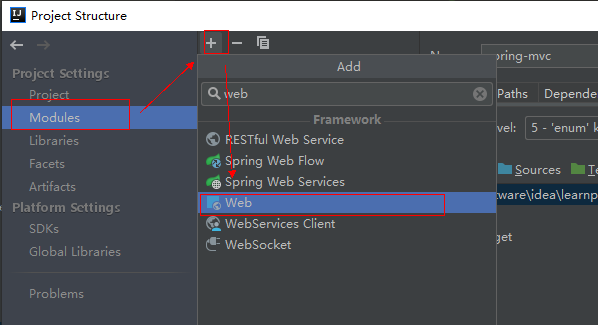 Project Structure
Add
web
Framework
RESTful Web Service
Spring Web Flow
Spring Web Services
Web
WebServices Client
WebSocket
Project Settings
Project
Modules
Libraries
Facets
Artifacts
Platform Settings
SDKs
Global Libraries
Problems
pring-mvc
Paths
Depende
vel:
5 - 'enum' k
Sources
Te
tware\idea\learnp
get